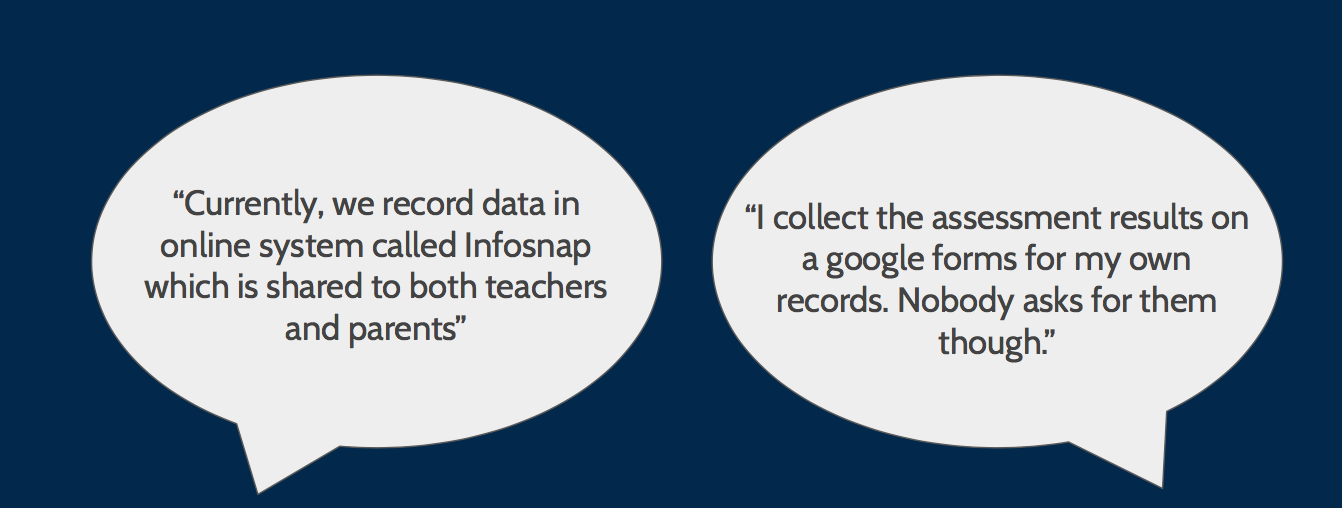 “Currently, we record data in
online system called Infosnap
which is shared to both teachers
and parents”
“I collect the assessment results on
a google forms for my own
records. Nobody asks for them
though.”